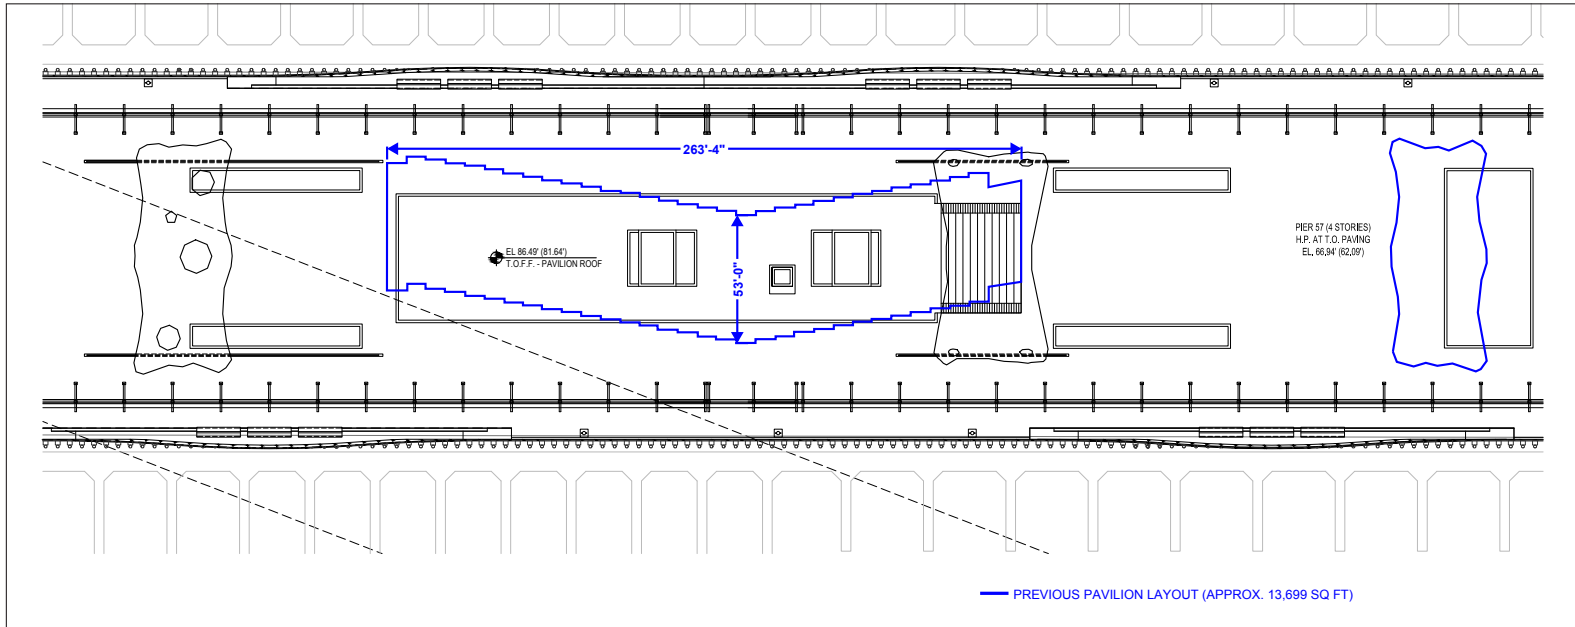 263'-4"
EL 86.49' (81.64')
T.O.F.F. - PAVILION ROOF
53'-0"
PIER 57 (4 STORIES)
H.P. AT T.O. PAVING
EL. 66.94' (62.09')
PREVIOUS PAVILION LAYOUT (APPROX. 13,699 SQ FT)